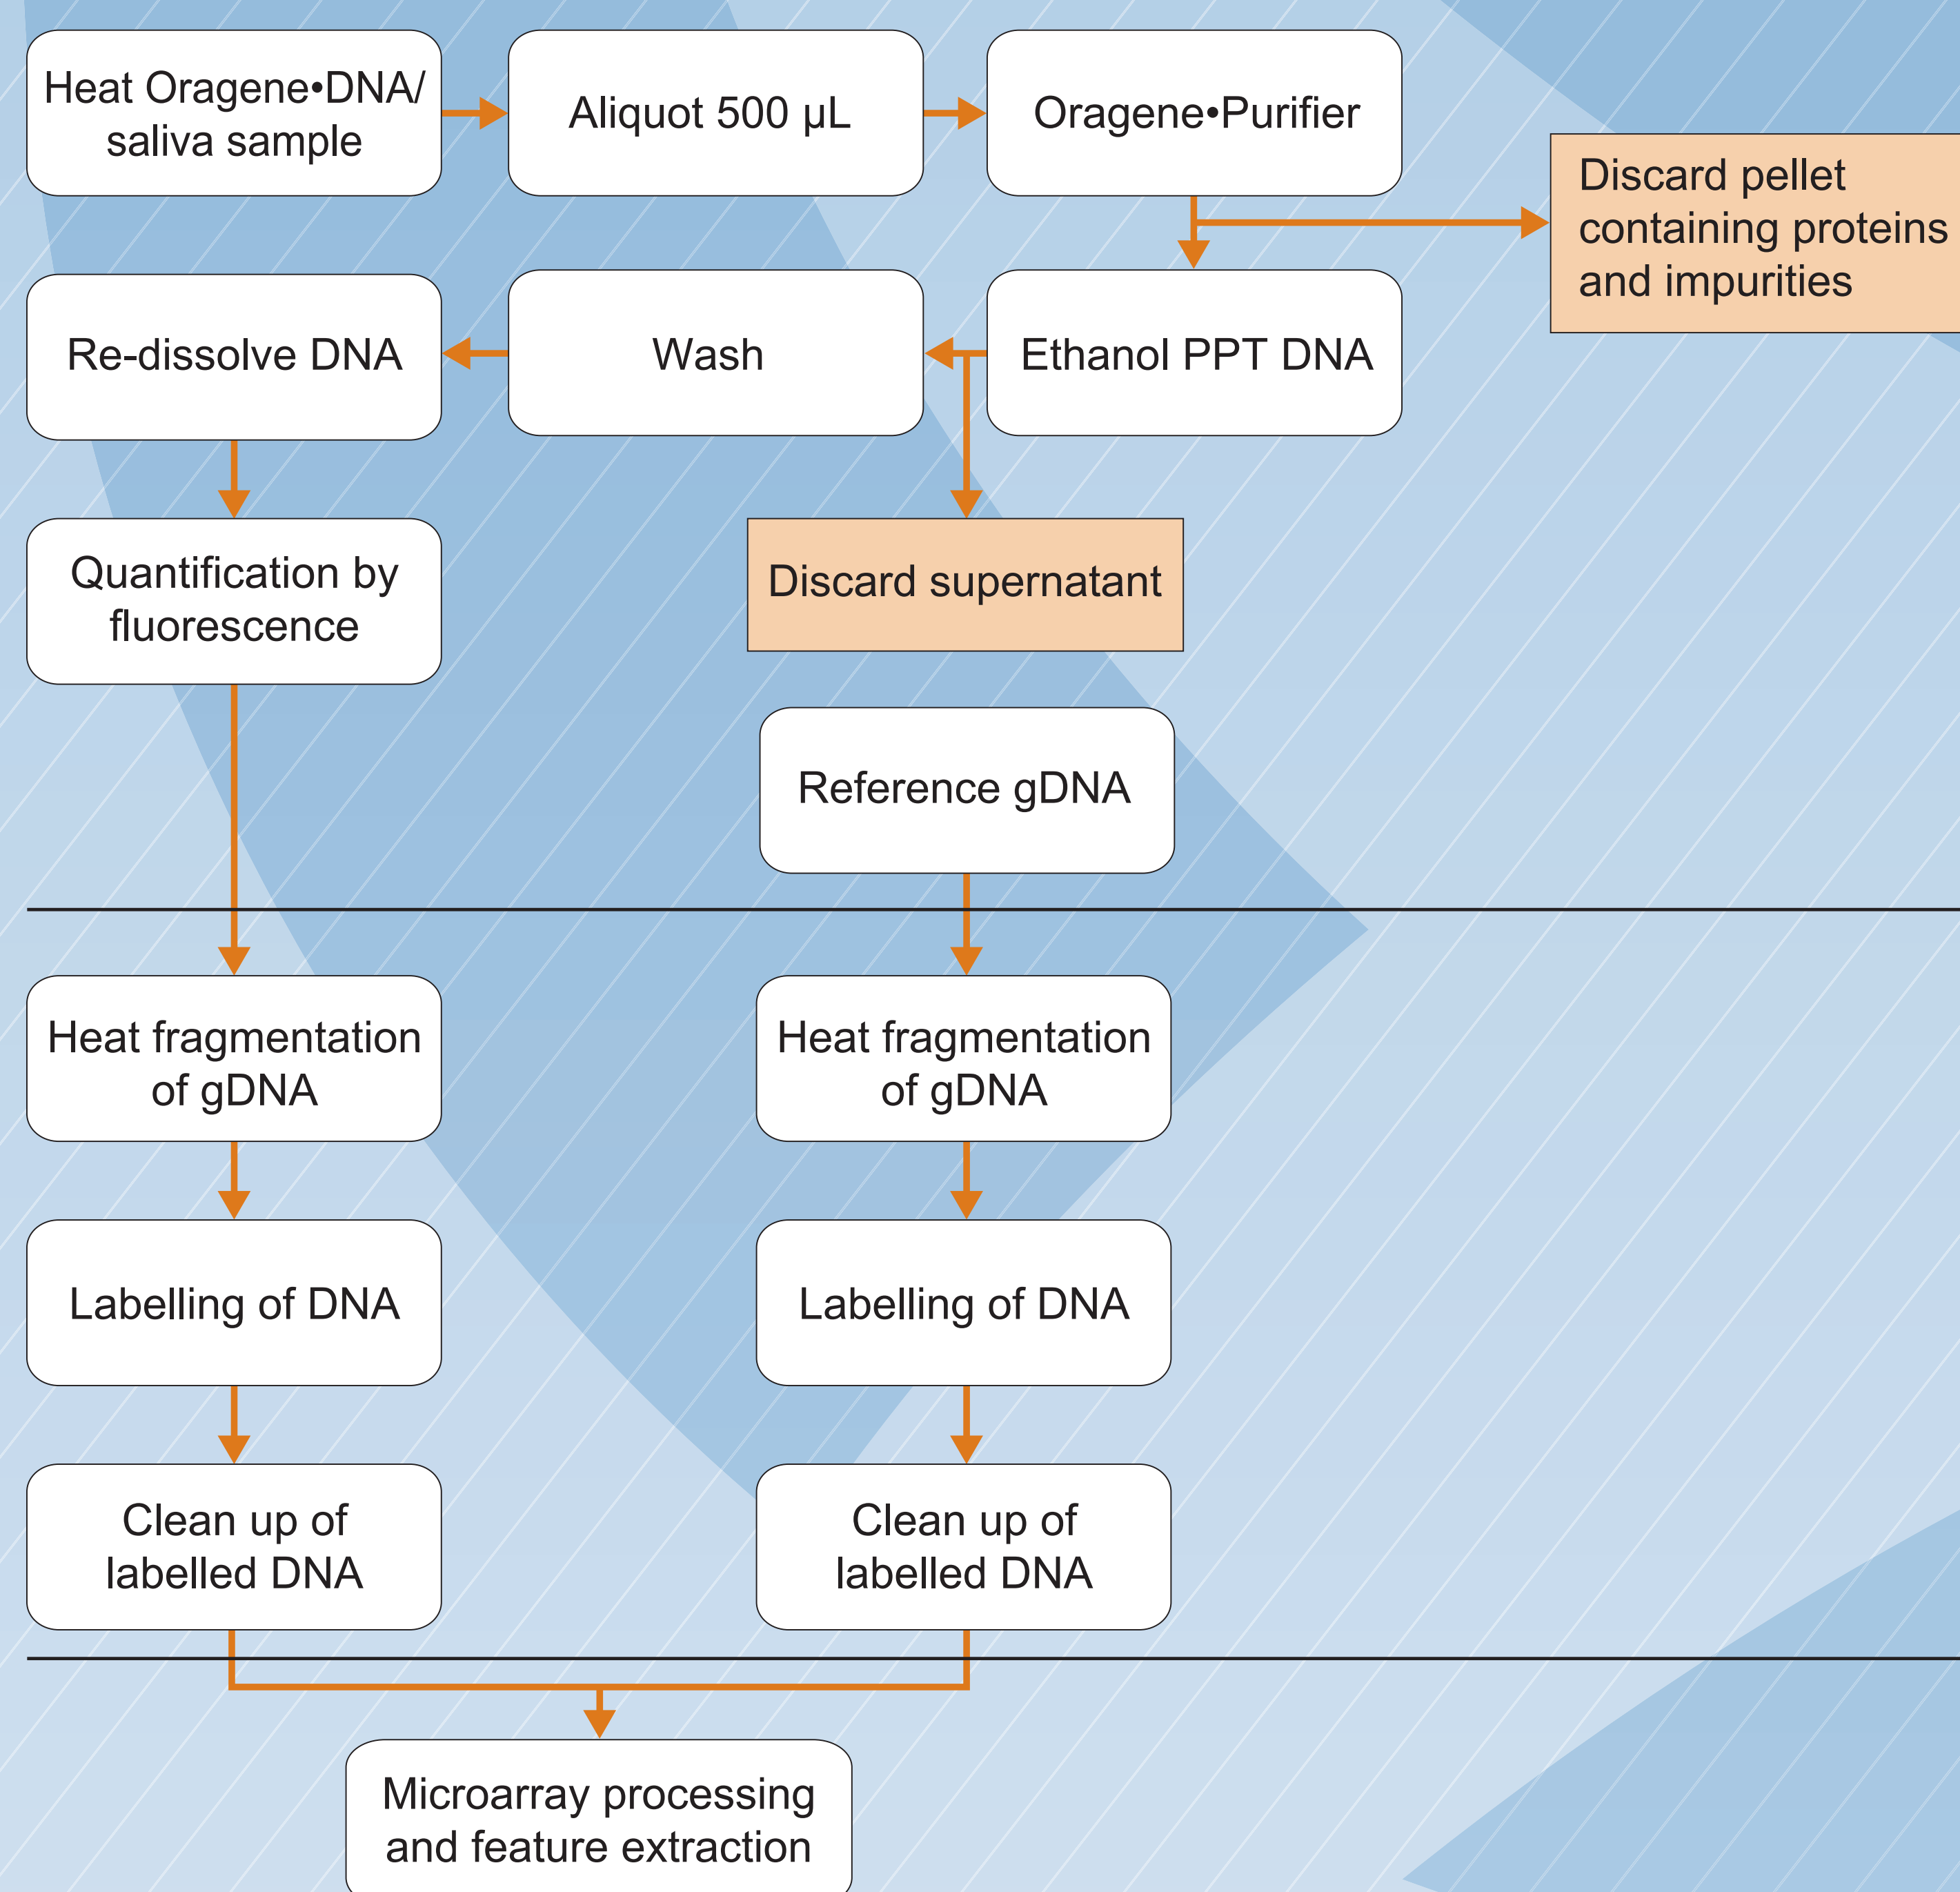 Heat Oragene•DNA/
saliva sample
Aliquot 500 µL
Oragene•Purifier
Discard pellet
containing proteins
and impurities
Re-dissolve DNA
Wash
Ethanol PPT DNA
Quantification by
fluorescence
Discard supernatant
Reference gDNA
Heat fragmentation
of gDNA
Heat fragmentation
of gDNA
Labelling of DNA
Labelling of DNA
Clean up of
labelled DNA
Clean up of
labelled DNA
Microarray processing
and feature extraction